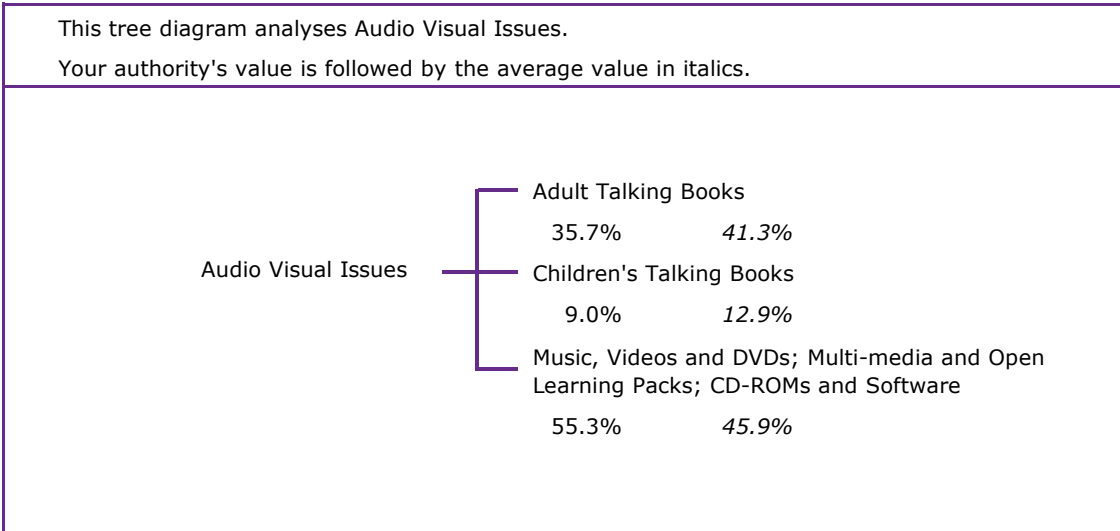 This tree diagram analyses Audio Visual Issues.
Your authority's value is followed by the average value in italics.
Adult Talking Books
35.7% 41.3%
Audio Visual Issues
Children's Talking Books
9.0% 12.9%
Music, Videos and DVDs; Multi-media and Open
Learning Packs; CD-ROMs and Software
55.3% 45.9%